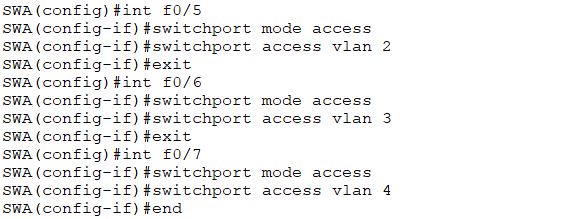 SWA(config)#int f0/5
SWA(config-if)#switchport mode access
SWA(config-if)#switchport access vlan 2
SWA(config-if)#exit
SWA(config)#int f0/6
SWA(config-if)#switchport mode access
SWA(config-if)#switchport access vlan 3
SWA(config-if)#exit
SWA(config)#int f0/7
SWA(config-if)#switchport mode access
SWA(config-if)#switchport access vlan 4
SWA(config-if)#end